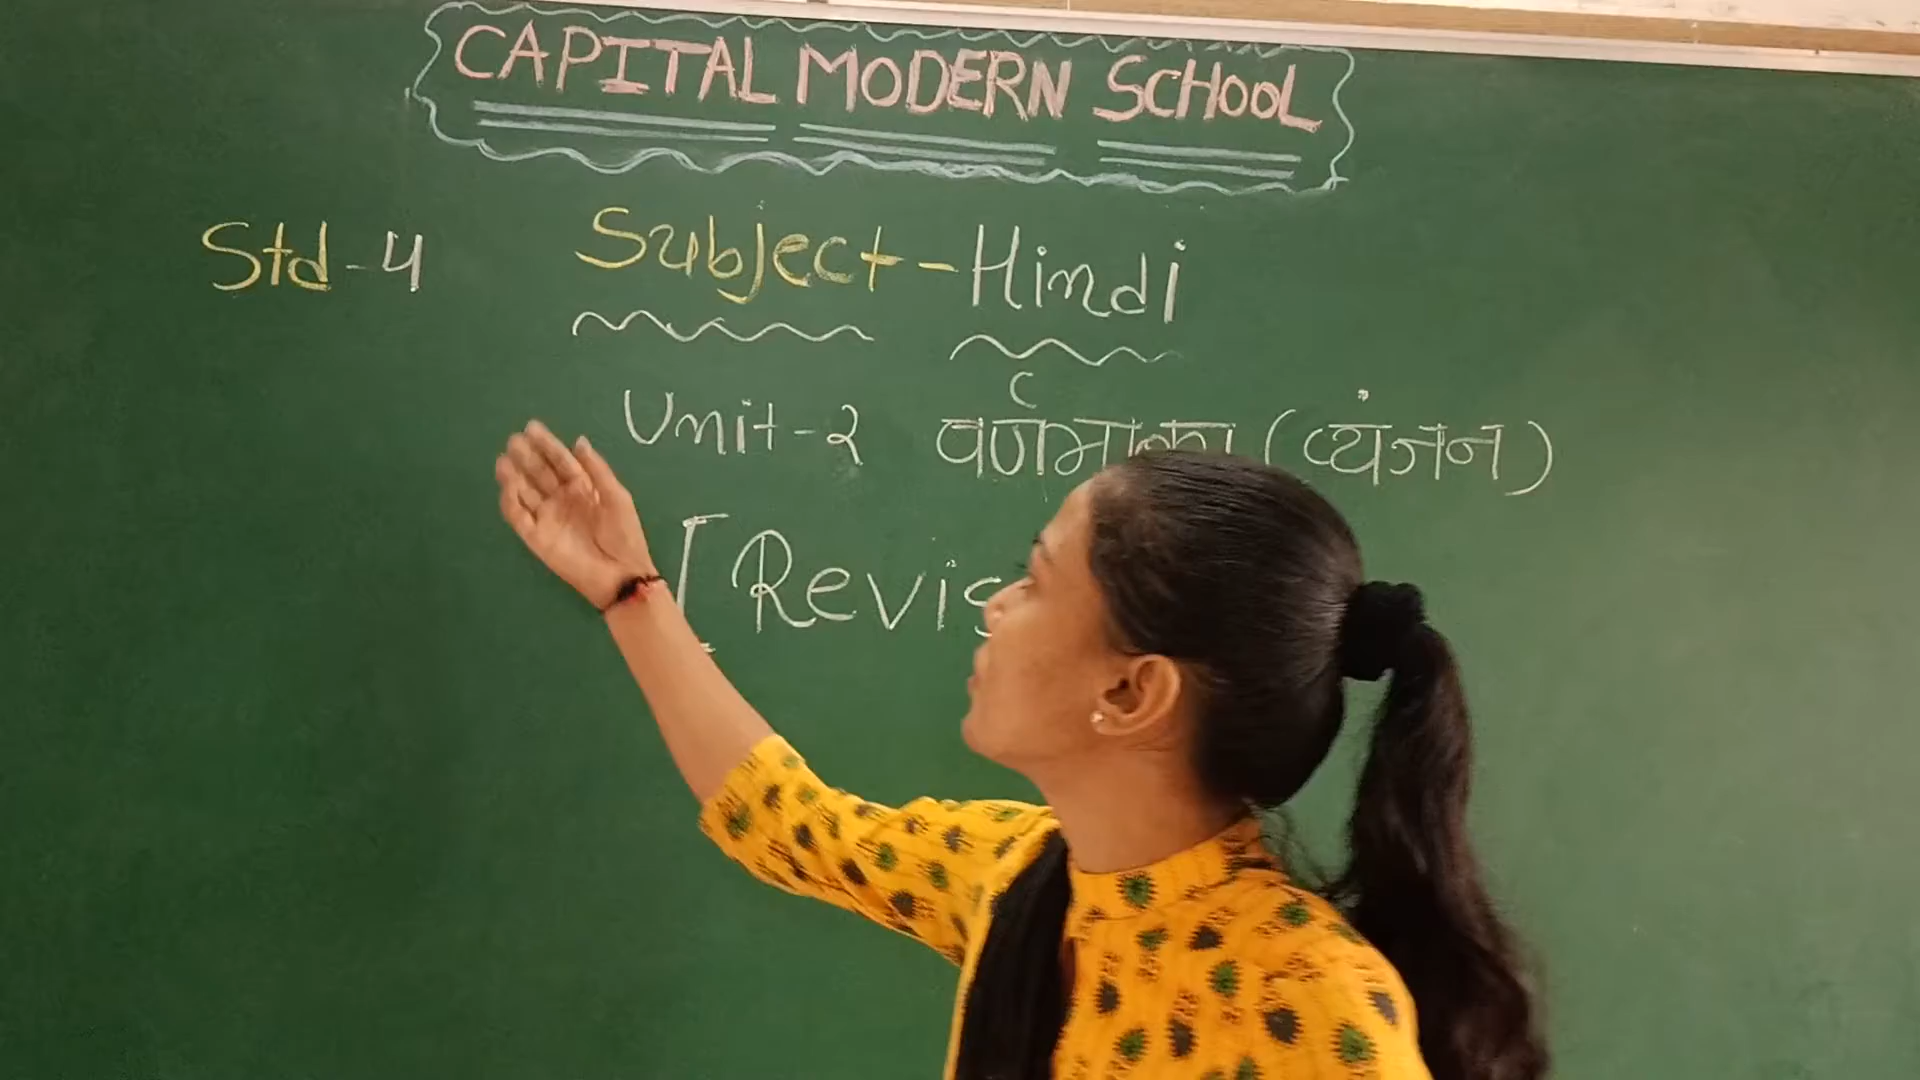 CAPITAL MODERN SCHOOL
Std-4 Subject-Hindi
Unit-2 वर्णमाला (व्यंजन)
[Revis